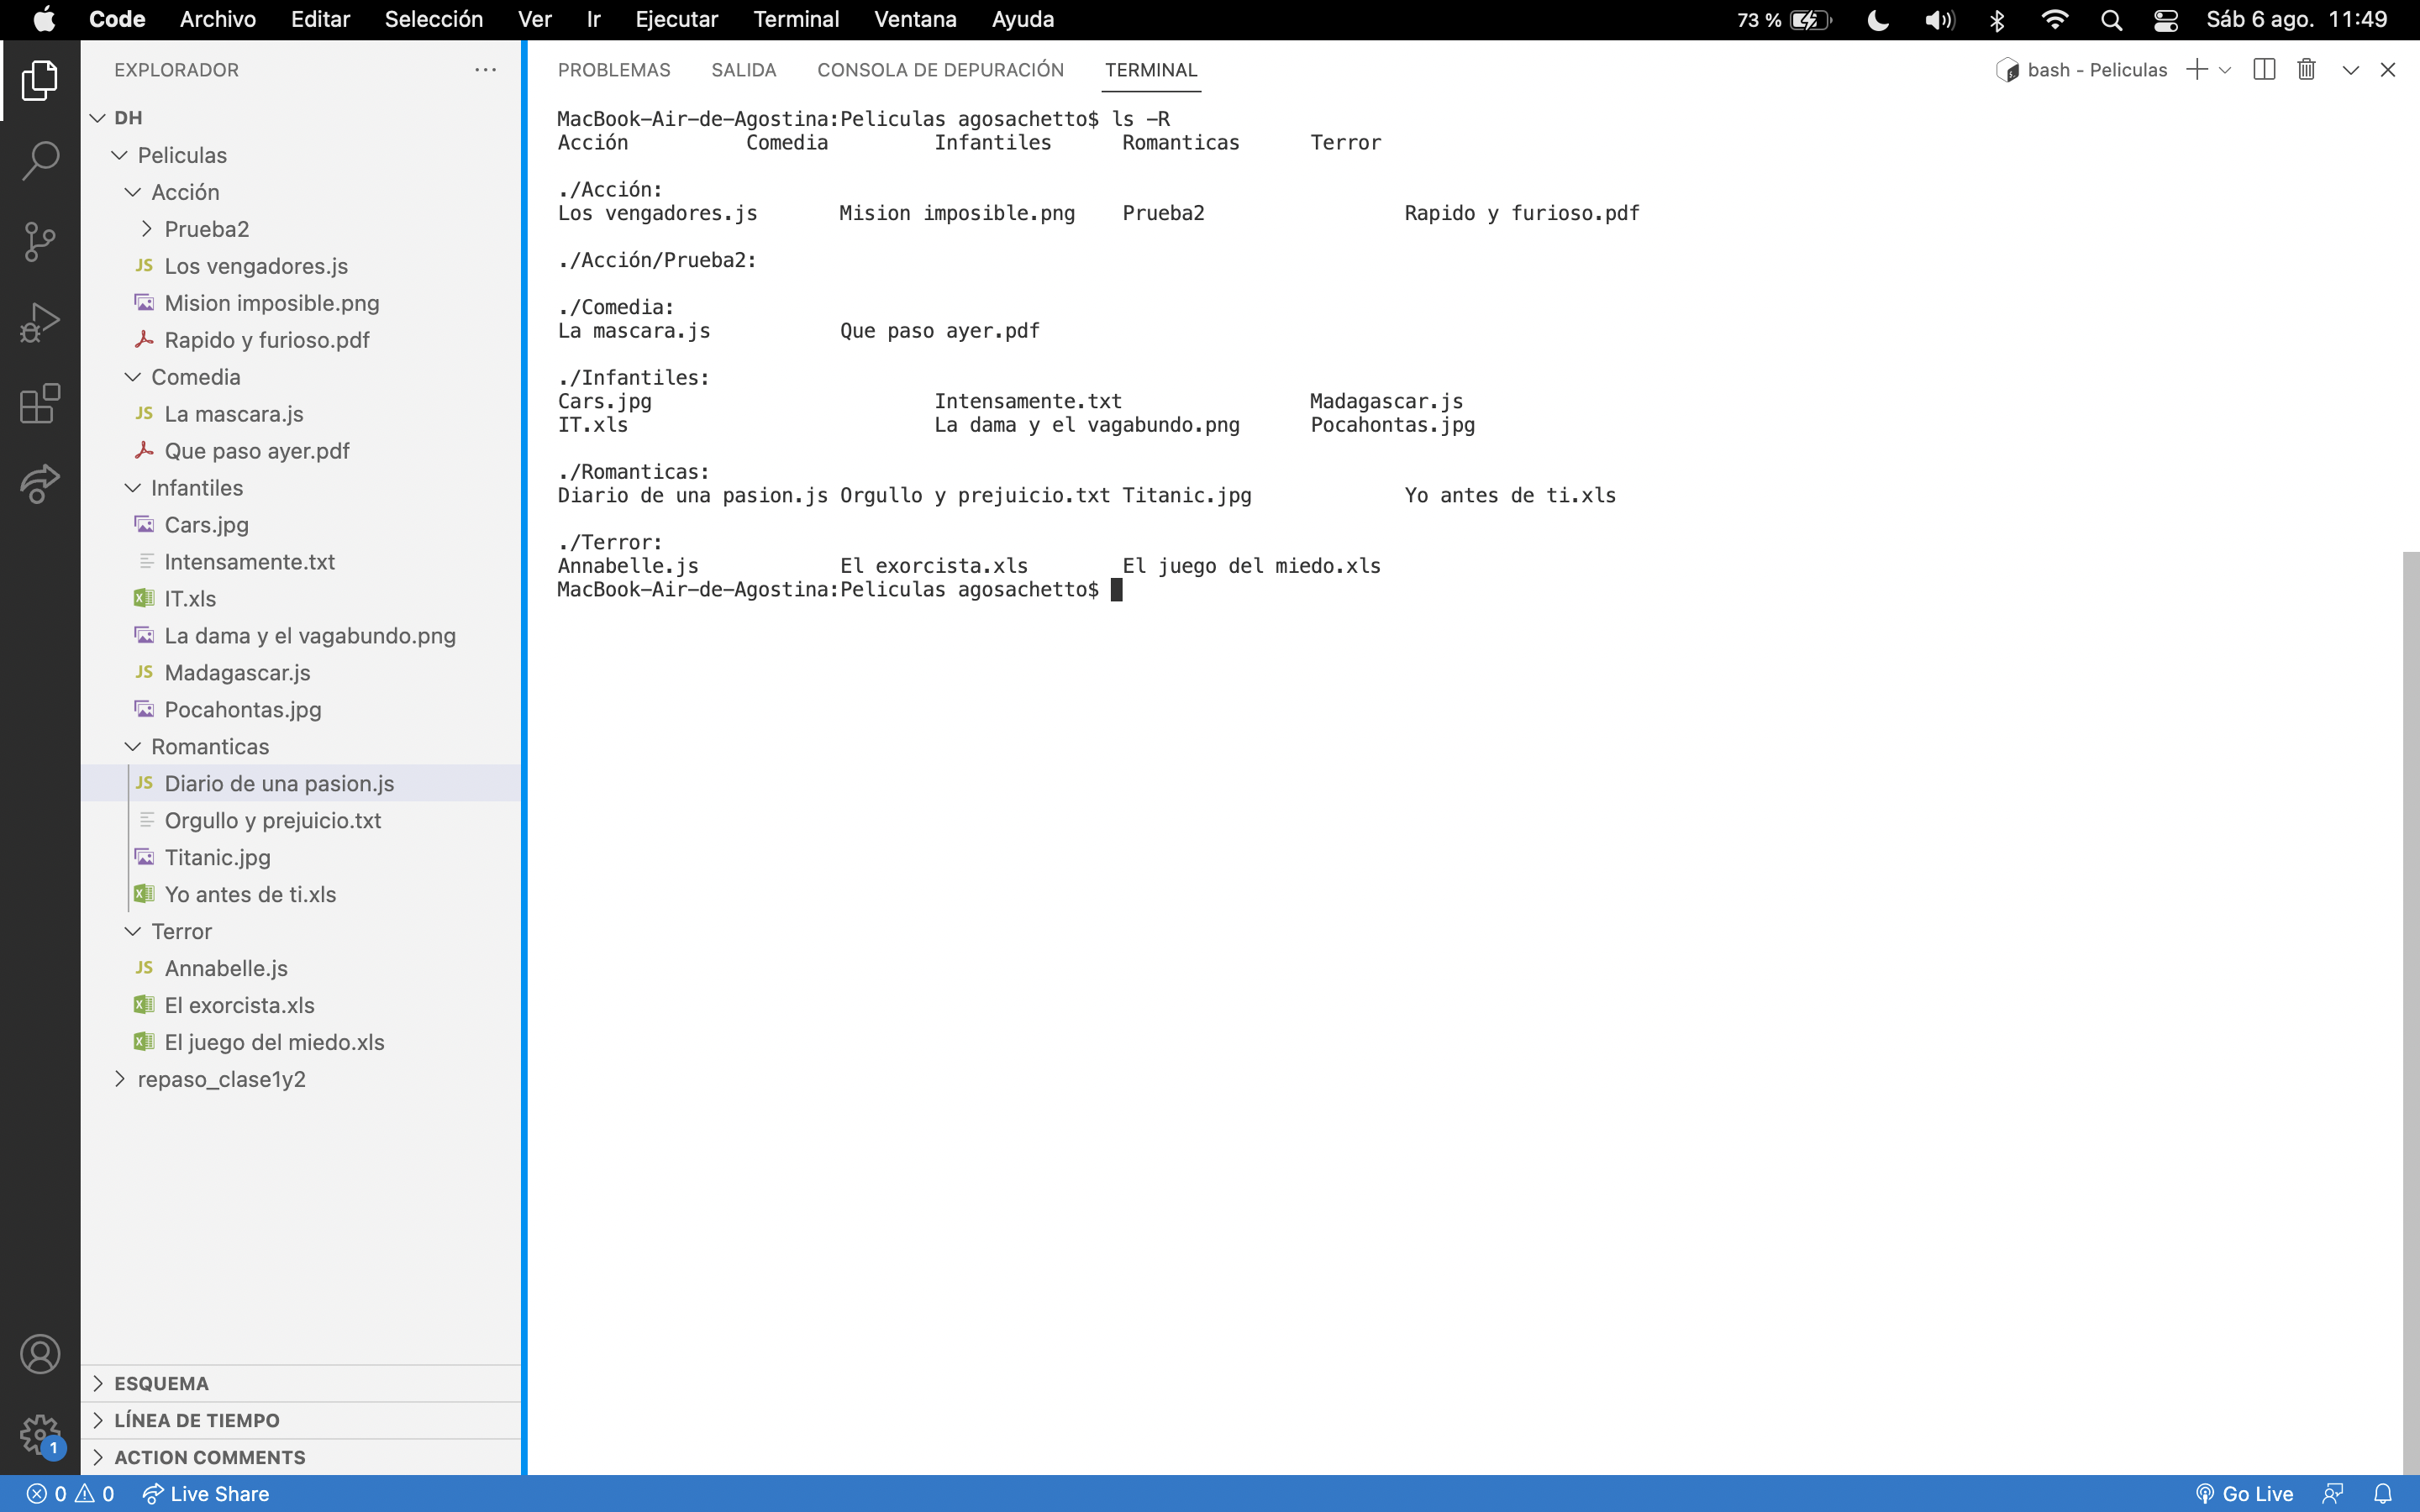 Code Archivo Editar Selección Ver Ir Ejecutar Terminal Ventana Ayuda 73 % Sáb 6 ago. 11:49
EXPLORADOR
DH
Peliculas
Acción
Prueba2
JS Los vengadores.js
Mision imposible.png
Rapido y furioso.pdf
Comedia
JS La mascara.js
Que paso ayer.pdf
Infantiles
Cars.jpg
Intensamente.txt
IT.xls
La dama y el vagabundo.png
JS Madagascar.js
Pocahontas.jpg
Romanticas
JS Diario de una pasion.js
Orgullo y prejuicio.txt
Titanic.jpg
Yo antes de ti.xls
Terror
JS Annabelle.js
El exorcista.xls
El juego del miedo.xls
repaso_clase1y2
ESQUEMA
LÍNEA DE TIEMPO
ACTION COMMENTS
PROBLEMAS SALIDA CONSOLA DE DEPURACIÓN TERMINAL bash - Peliculas
MacBook-Air-de-Agostina:Peliculas agosachetto$ ls -R
Acción Comedia Infantiles Romanticas Terror
./Acción:
Los vengadores.js Mision imposible.png Prueba2 Rapido y furioso.pdf
./Acción/Prueba2:
./Comedia:
La mascara.js Que paso ayer.pdf
./Infantiles:
Cars.jpg Intensamente.txt Madagascar.js
IT.xls La dama y el vagabundo.png Pocahontas.jpg
./Romanticas:
Diario de una pasion.js Orgullo y prejuicio.txt Titanic.jpg Yo antes de ti.xls
./Terror:
Annabelle.js El exorcista.xls El juego del miedo.xls
MacBook-Air-de-Agostina:Peliculas agosachetto$
1
0 0 Live Share Go Live